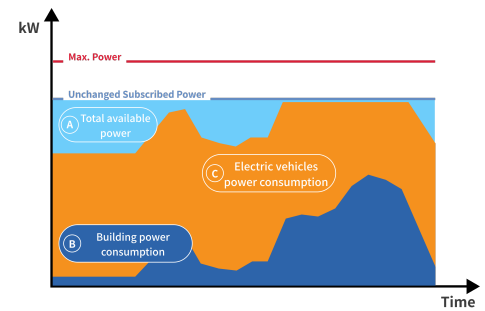 kW
Max. Power
Unchanged Subscribed Power
A Total available
power
C Electric vehicles
power consumption
B Building power
consumption
Time